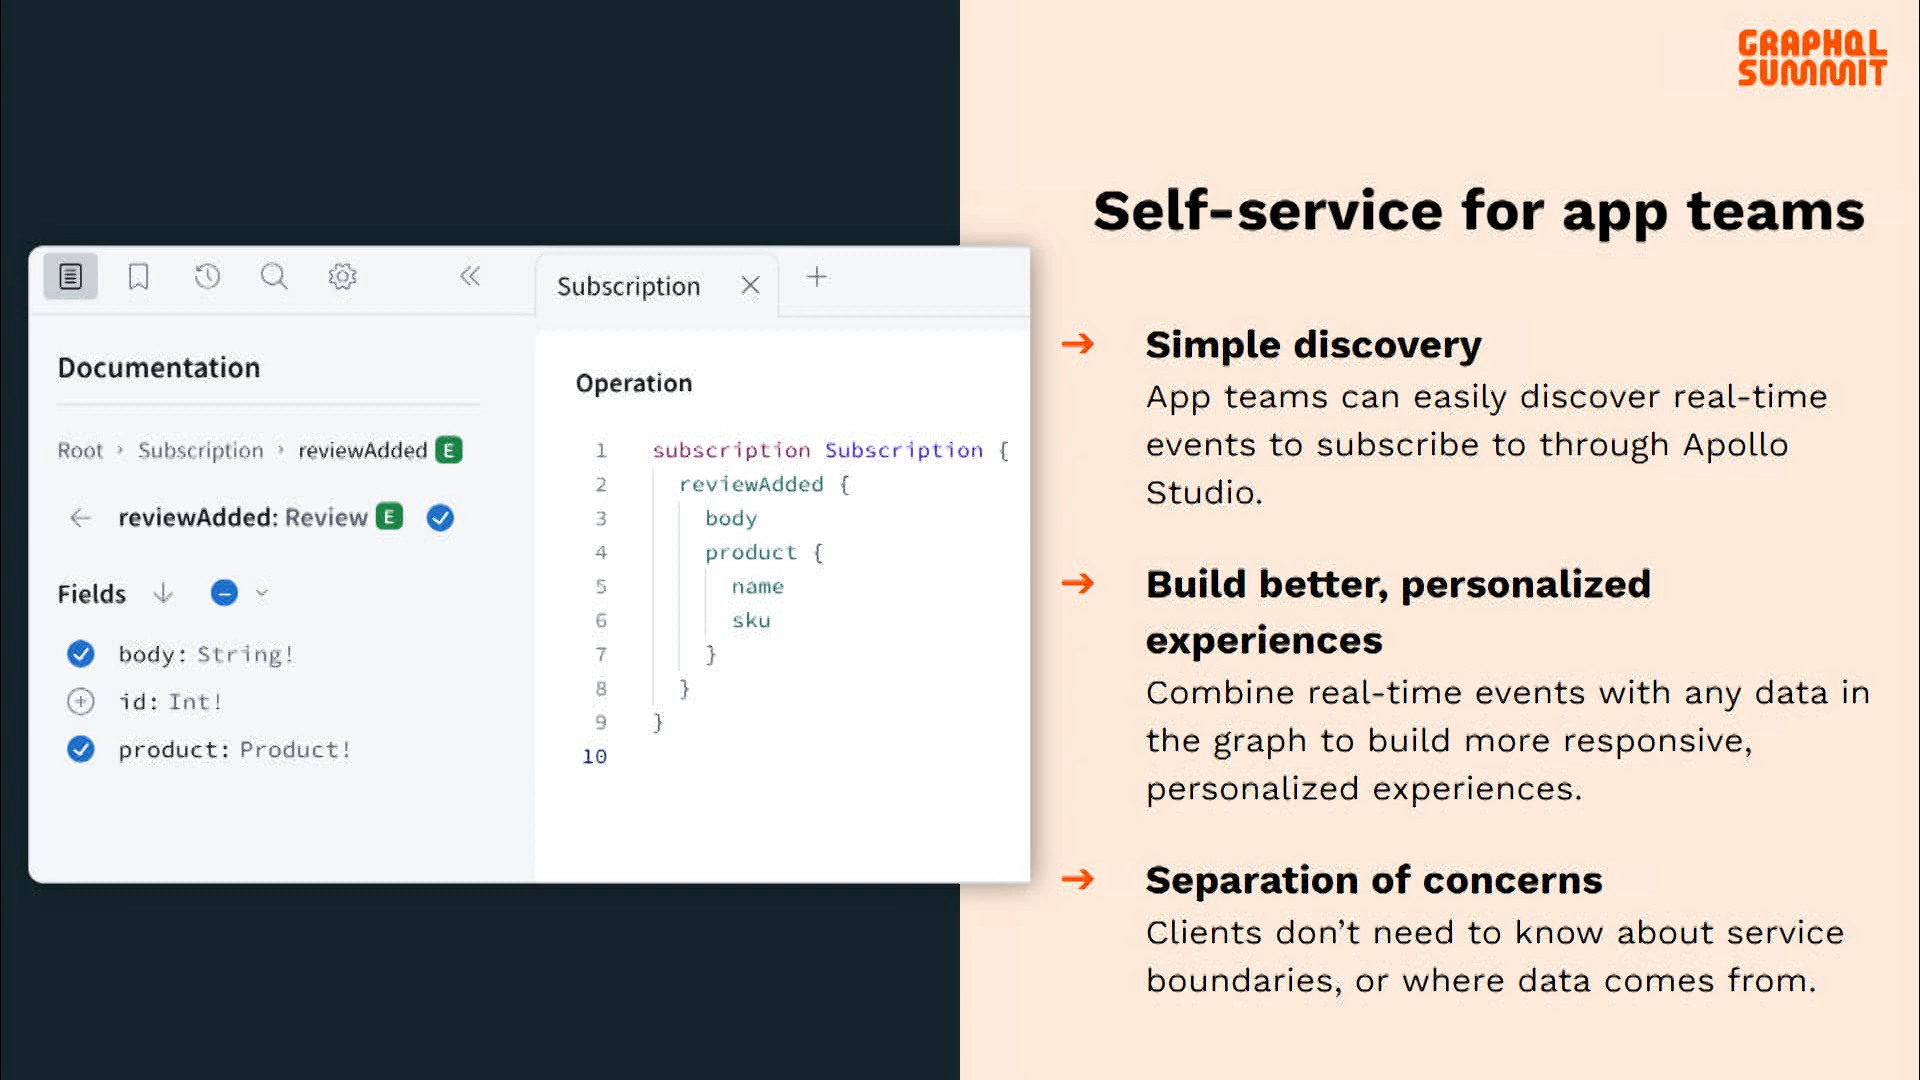 GRAPHQL
SUMMIT
Self-service for app teams
Subscription
Documentation
Root > Subscription > reviewAdded E
reviewAdded: Review E
Fields
body: String!
id: Int!
product: Product!
Operation
1 subscription Subscription {
2 reviewAdded {
3 body
4 product {
5 name
6 sku
7 }
8 }
9 }
10
Simple discovery
App teams can easily discover real-time
events to subscribe to through Apollo
Studio.
Build better, personalized
experiences
Combine real-time events with any data in
the graph to build more responsive,
personalized experiences.
Separation of concerns
Clients don’t need to know about service
boundaries, or where data comes from.